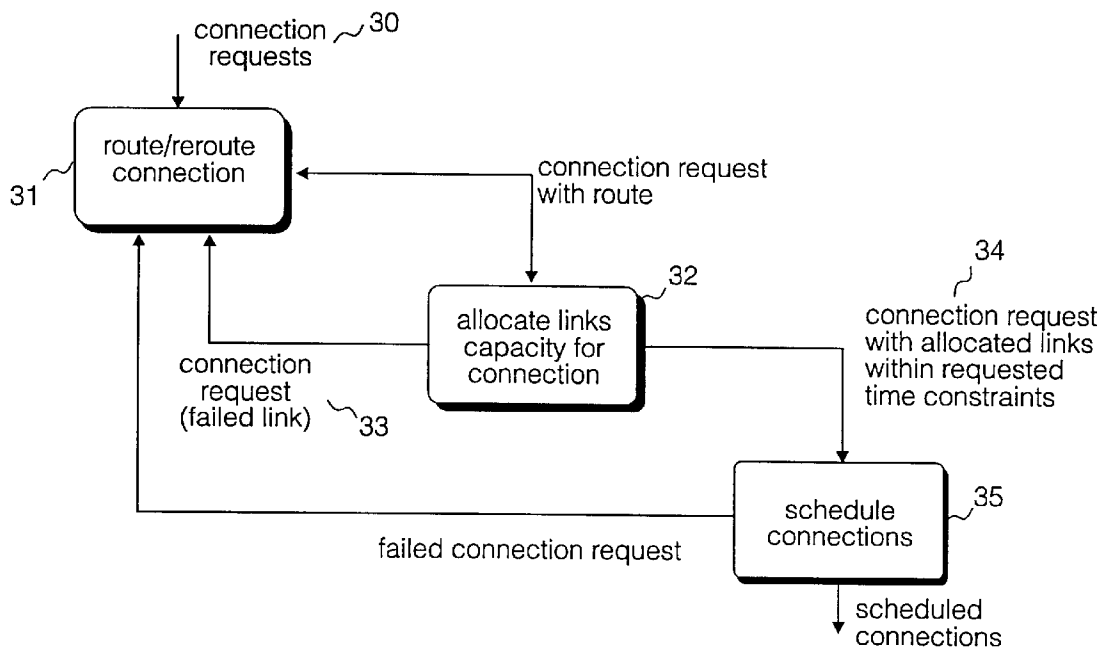 connection
requests
30
route/reroute
connection
31
connection request
with route
32
allocate links
capacity for
connection
34
connection request
with allocated links
within requested
time constraints
connection
request
(failed link)
33
schedule
connections
35
failed connection request
scheduled
connections